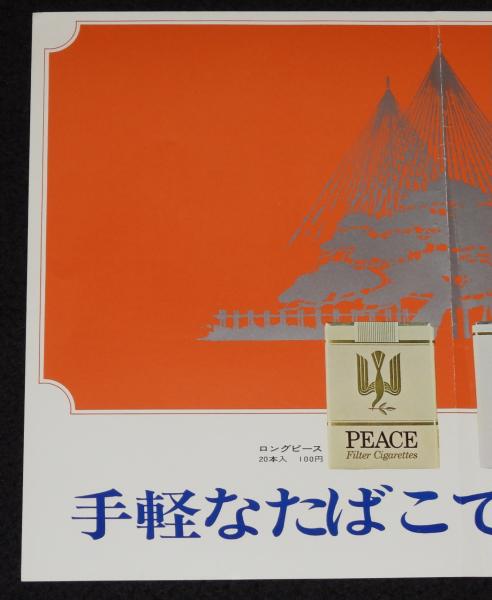 PEACE
Filter Cigarettes
ロングピース
20本入 100円
手軽なたばこで